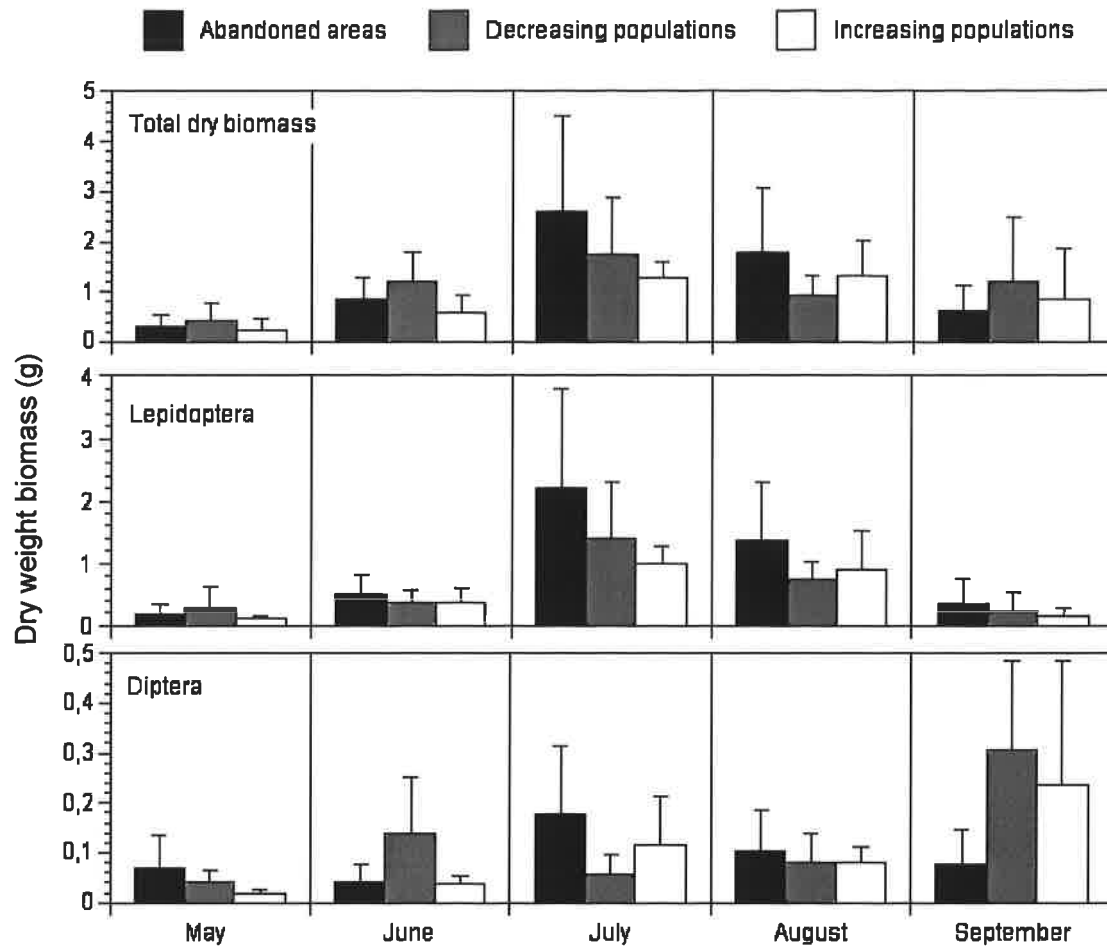 Abandoned areas Decreasing populations Increasing populations
5
Total dry biomass
4
3
2
1
0
4
Lepidoptera
3
2
1
0
Dry weight biomass (g)
0,5
Diptera
0,4
0,3
0,2
0,1
0
May June July August September